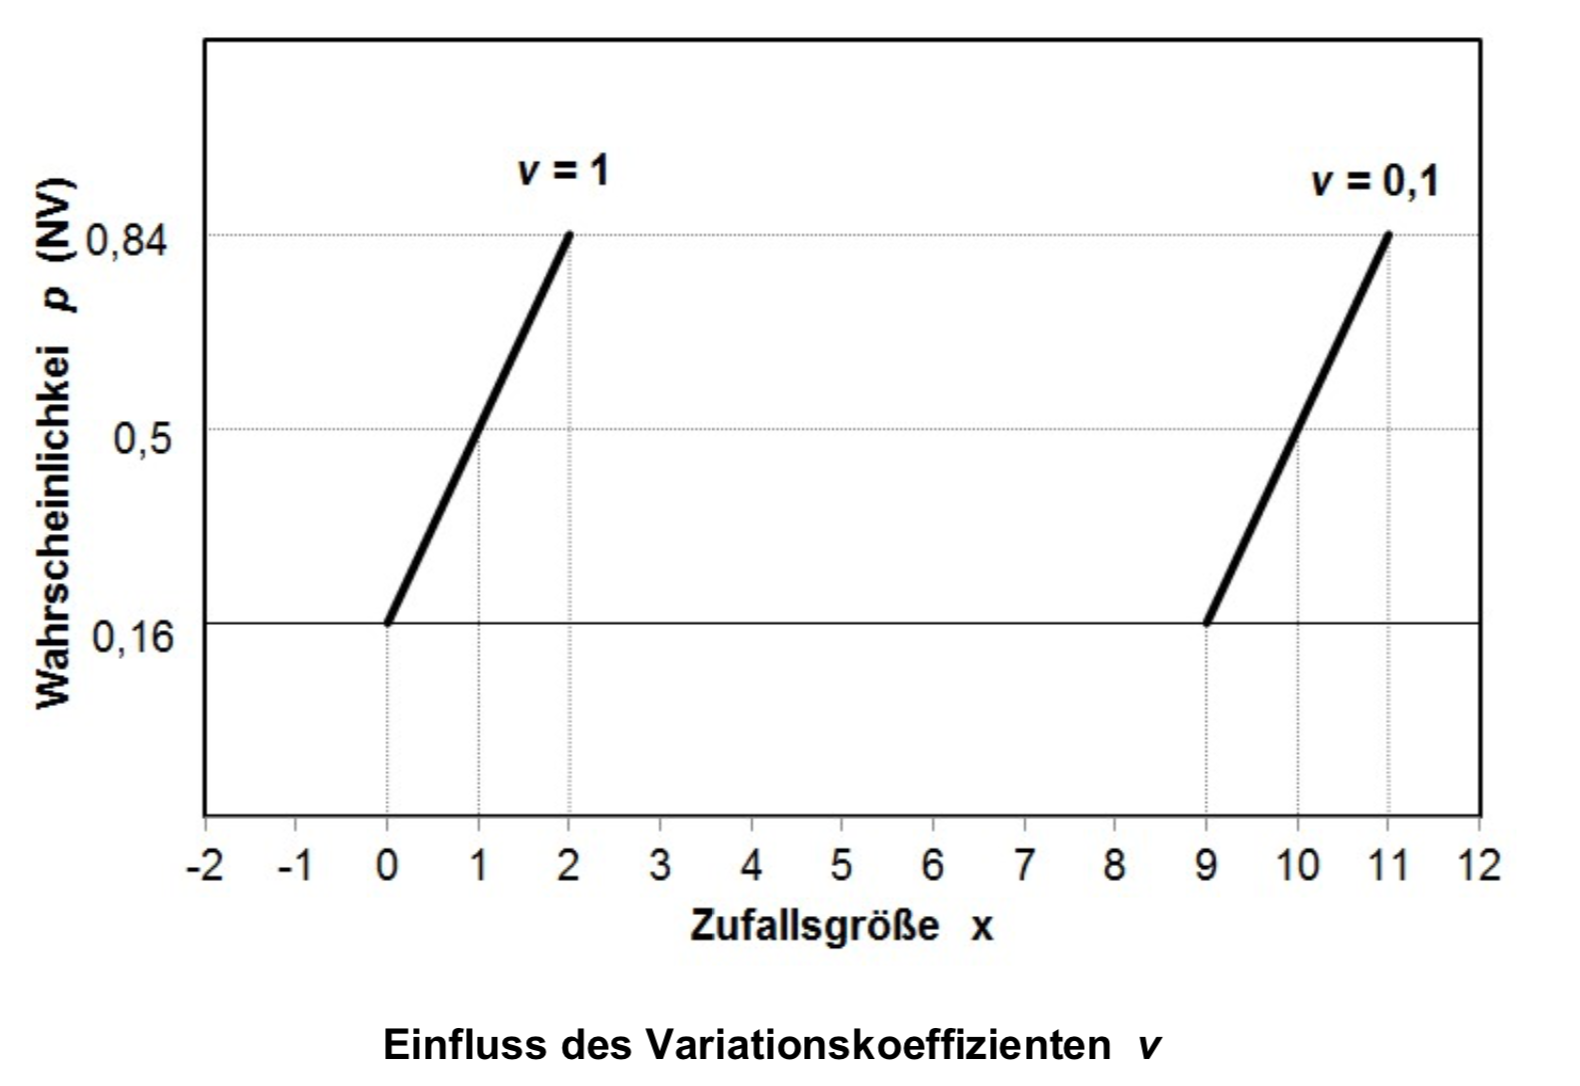 v = 1
v = 0,1
Wahrscheinlichkei p (NV)
0,84
0,5
0,16
-2 -1 0 1 2 3 4 5 6 7 8 9 10 11 12
Zufallsgröße x
Einfluss des Variationskoeffizienten v